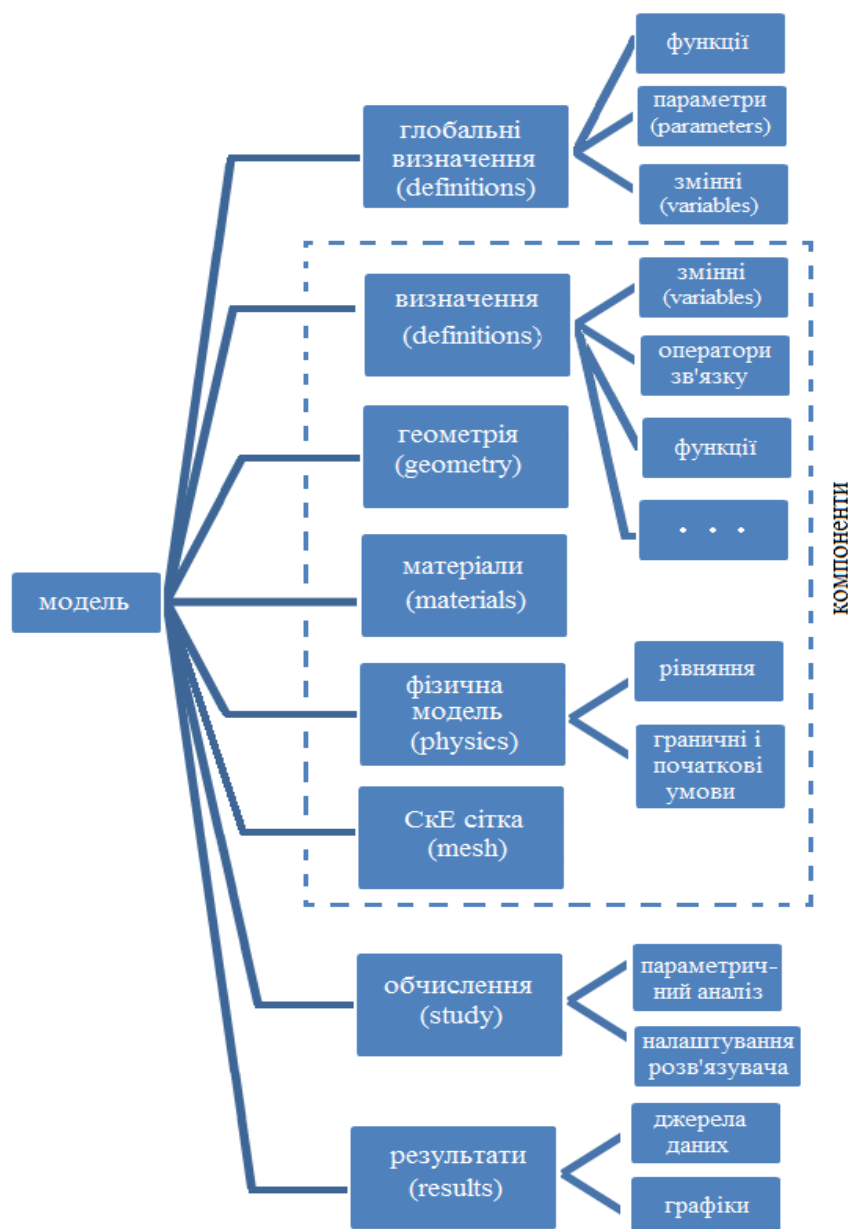 модель
глобальні
визначення
(definitions)
функції
параметри
(parameters)
змінні
(variables)
визначення
(definitions)
змінні
(variables)
оператори
зв'язку
функції
. . .
геометрія
(geometry)
матеріали
(materials)
фізична
модель
(physics)
рівняння
граничні і
початкові
умови
СкЕ сітка
(mesh)
компоненти
обчислення
(study)
параметрич-
ний аналіз
налаштування
розв'язувача
результати
(results)
джерела
даних
графіки